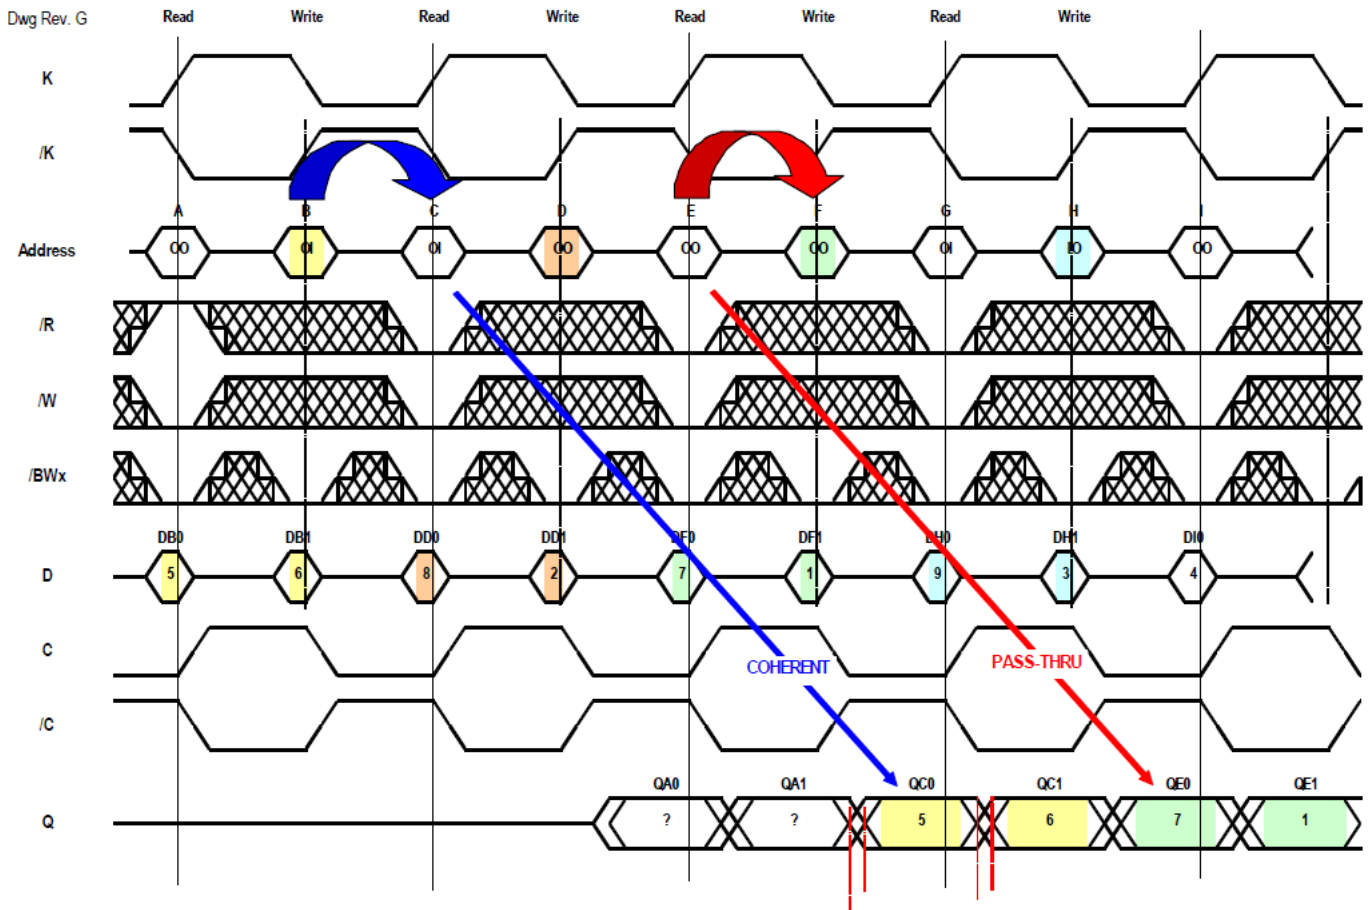 Dwg Rev. G Read Write Read Write Read Write Read Write
K
/K
A B C D E F G H I
Address OO OI OI OO OO OO OI IO OO
/R
/W
/BWx
DB0 DB1 DD0 DD1 DF0 DF1 DH0 DH1 DI0
D 5 6 8 2 7 1 9 3 4
C
COHERENT PASS-THRU
/C
QA0 QA1 QC0 QC1 QE0 QE1
Q ? ? 5 6 7 1